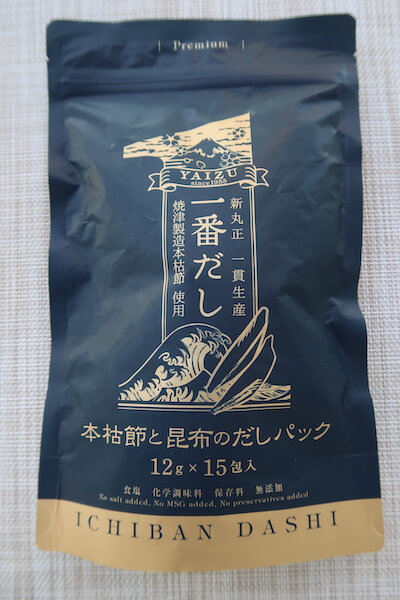 Premium
YAIZU
since1935
一番だし
新丸正 一貫生産
焼津製造本枯節 使用
本枯節と昆布のだしパック
12g×15包入
食塩 化学調味料 保存料 無添加
No salt added, No MSG added, No preservatives added
ICHIBAN DASHI